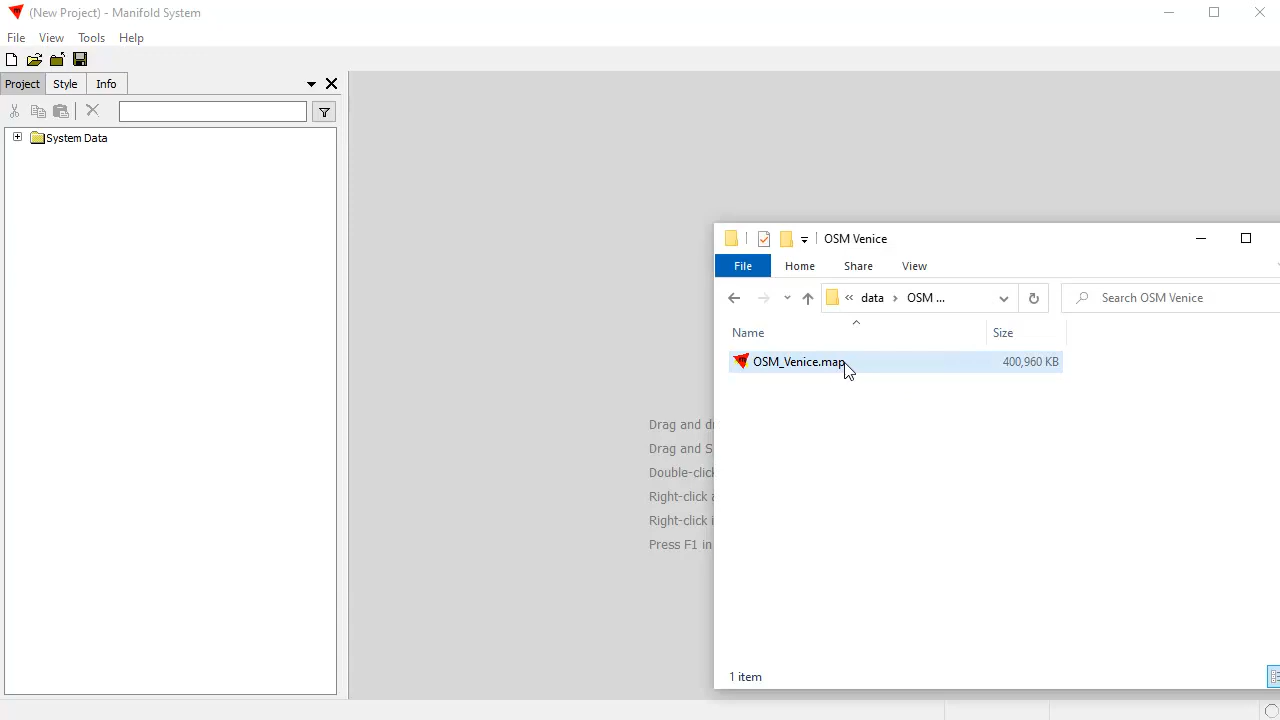 (New Project) - Manifold System
File View Tools Help
Project Style Info
System Data
OSM Venice
File Home Share View
« data › OSM ...
Search OSM Venice
Name Size
OSM_Venice.map 400,960 KB
Drag and
Drag and
Double-click
Right-click
Right-click
Press F1 in
1 item